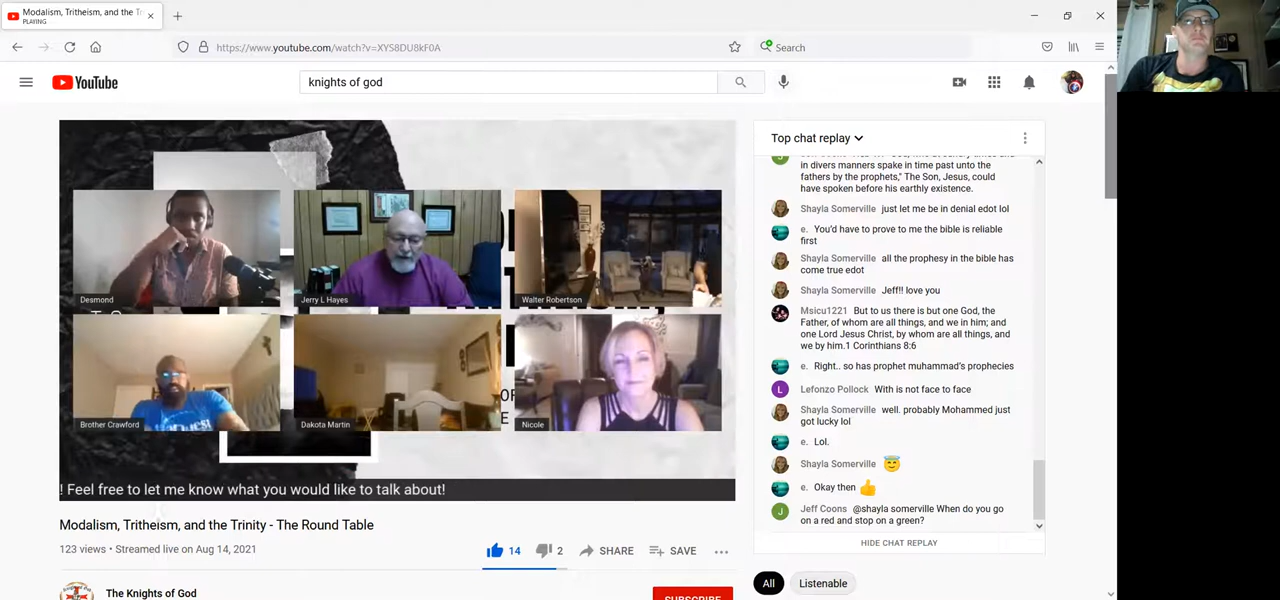 Modalism, Tritheism, and the Tr
PLAYING
https://www.youtube.com/watch?v=XYS8DU8kF0A
Search
YouTube
knights of god
Desmond
Jerry L Hayes
Walter Robertson
Brother Crawford
Dakota Martin
Nicole
! Feel free to let me know what you would like to talk about!
Modalism, Tritheism, and the Trinity - The Round Table
123 views • Streamed live on Aug 14, 2021
14
2
SHARE
SAVE
The Knights of God
SUBSCRIBE
Top chat replay
in divers manners spake in time past unto the
fathers by the prophets," The Son, Jesus, could
have spoken before his earthly existence.
Shayla Somerville just let me be in denial edot lol
e. You'd have to prove to me the bible is reliable
first
Shayla Somerville all the prophesy in the bible has
come true edot
Shayla Somerville Jeff!! love you
Msicu1221 But to us there is but one God, the
Father, of whom are all things, and we in him; and
one Lord Jesus Christ, by whom are all things, and
we by him.1 Corinthians 8:6
e. Right.. so has prophet muhammad's prophecies
Lefonzo Pollock With is not face to face
Shayla Somerville well. probably Mohammed just
got lucky lol
e. Lol.
Shayla Somerville 😇
e. Okay then 👍
Jeff Coons @shayla somerville When do you go
on a red and stop on a green?
HIDE CHAT REPLAY
All
Listenable